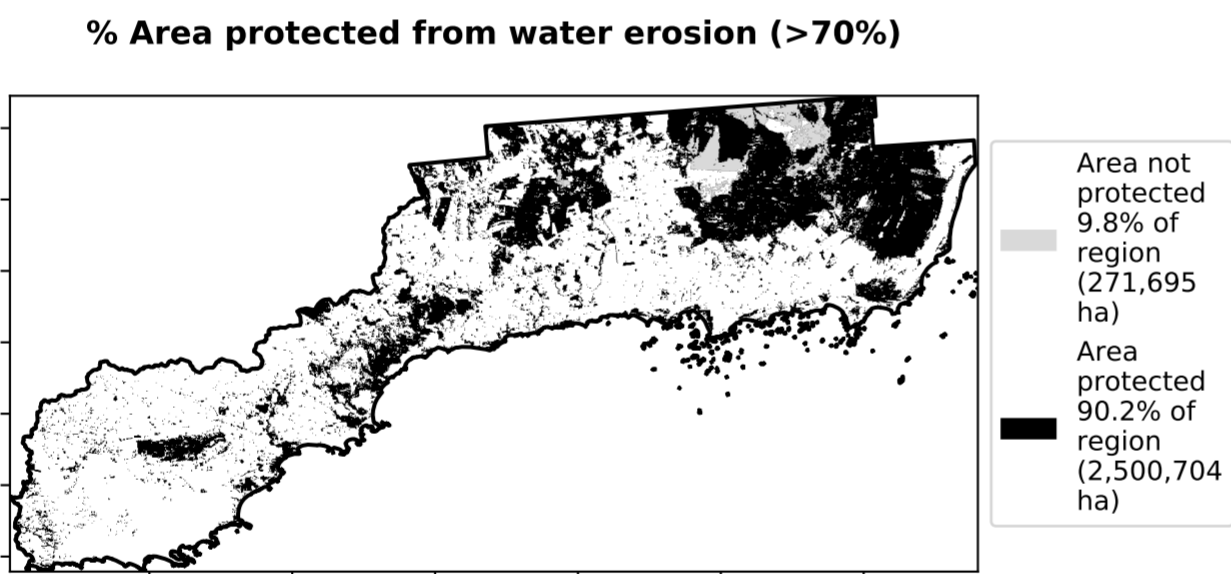 % Area protected from water erosion (>70%)
Area not
protected
9.8% of
region
(271,695
ha)
Area
protected
90.2% of
region
(2,500,704
ha)